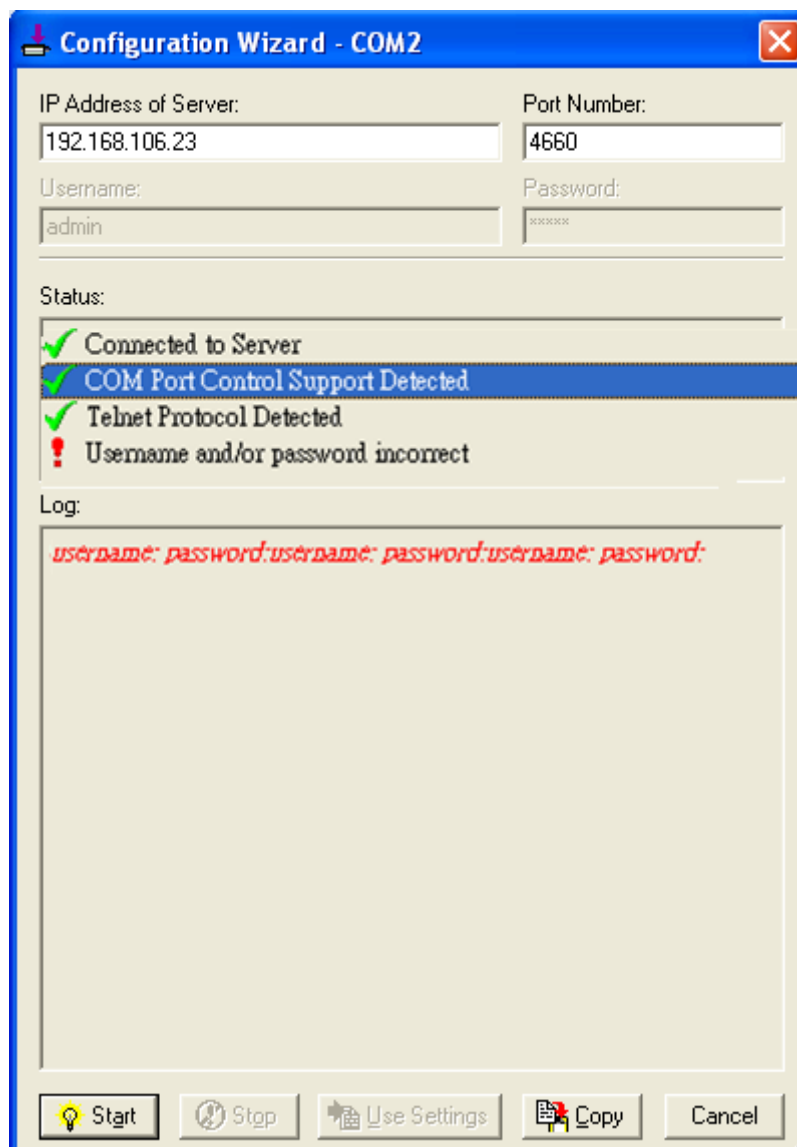 Configuration Wizard - COM2
IP Address of Server: Port Number:
192.168.106.23 4660
Username: Password:
admin *****
Status:
Connected to Server
COM Port Control Support Detected
Telnet Protocol Detected
Username and/or password incorrect
Log:
username: password:username: password:username: password:
Start Stop Use Settings Copy Cancel